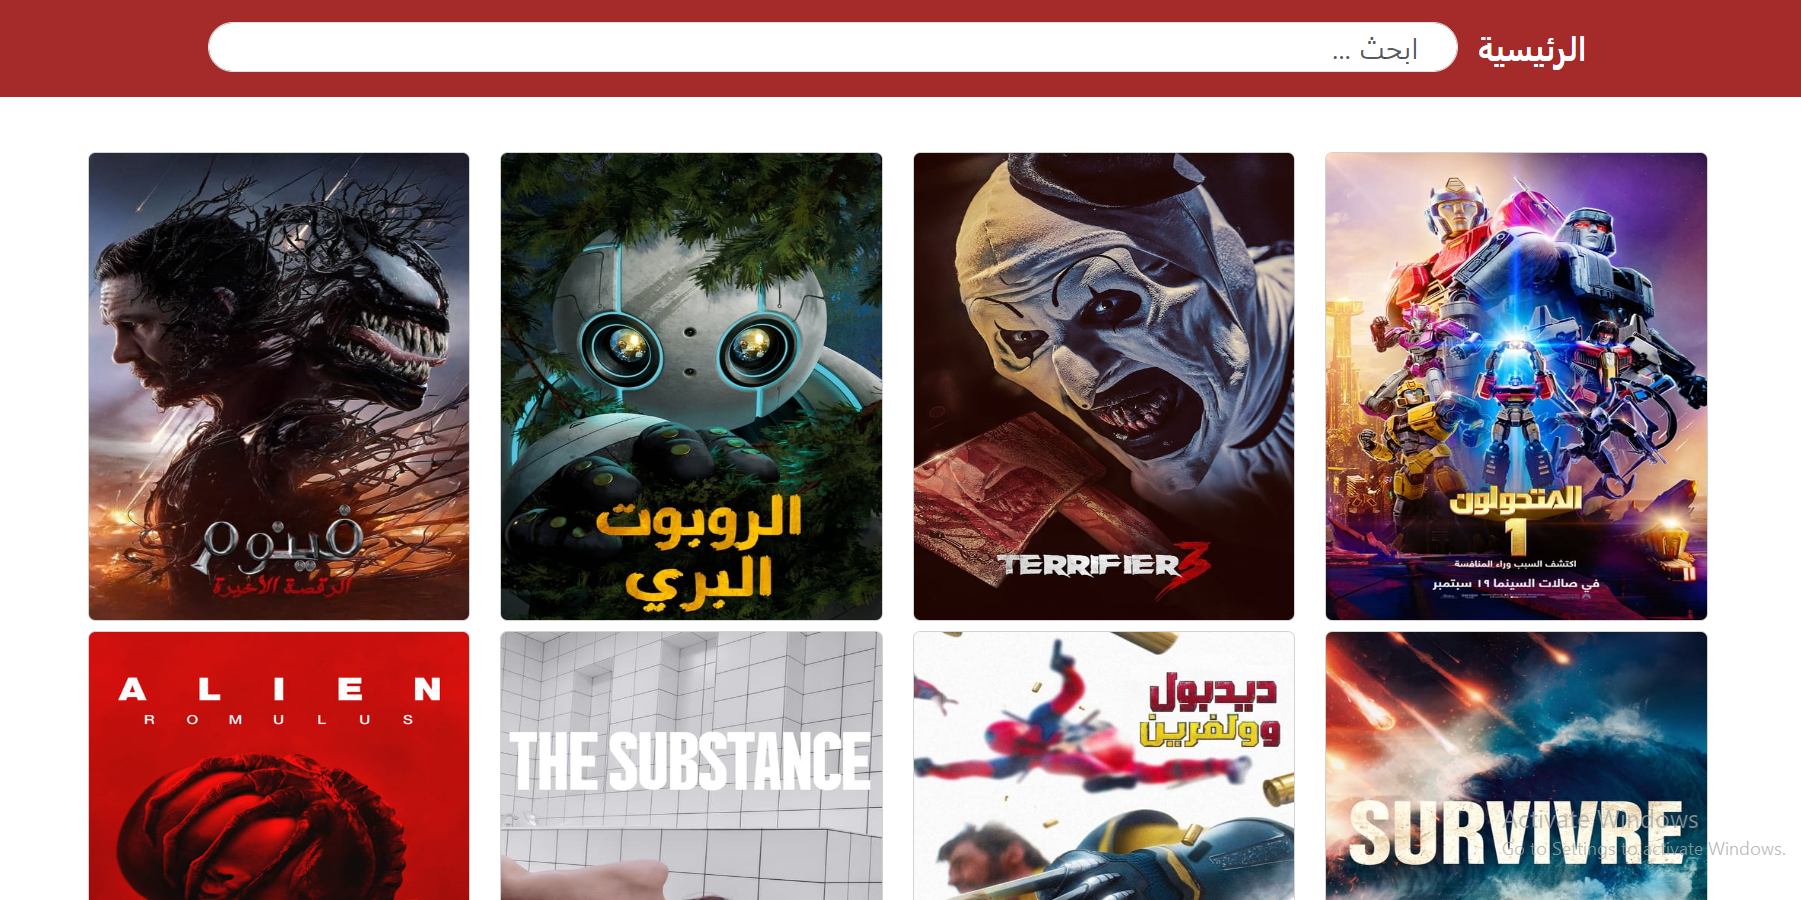 الرئيسية
ابحث ...
المتحولون
1
اكتشف السبب وراء المنافسة
في صالات السينما ١٩ سبتمبر
TERRIFIER 3
الروبوت
البري
ڤينوم
الرقصة الأخيرة
SURVIVRE
ديدبول
وولفرين
THE SUBSTANCE
ALIEN
ROMULUS
Activate Windows
Go to Settings to activate Windows.